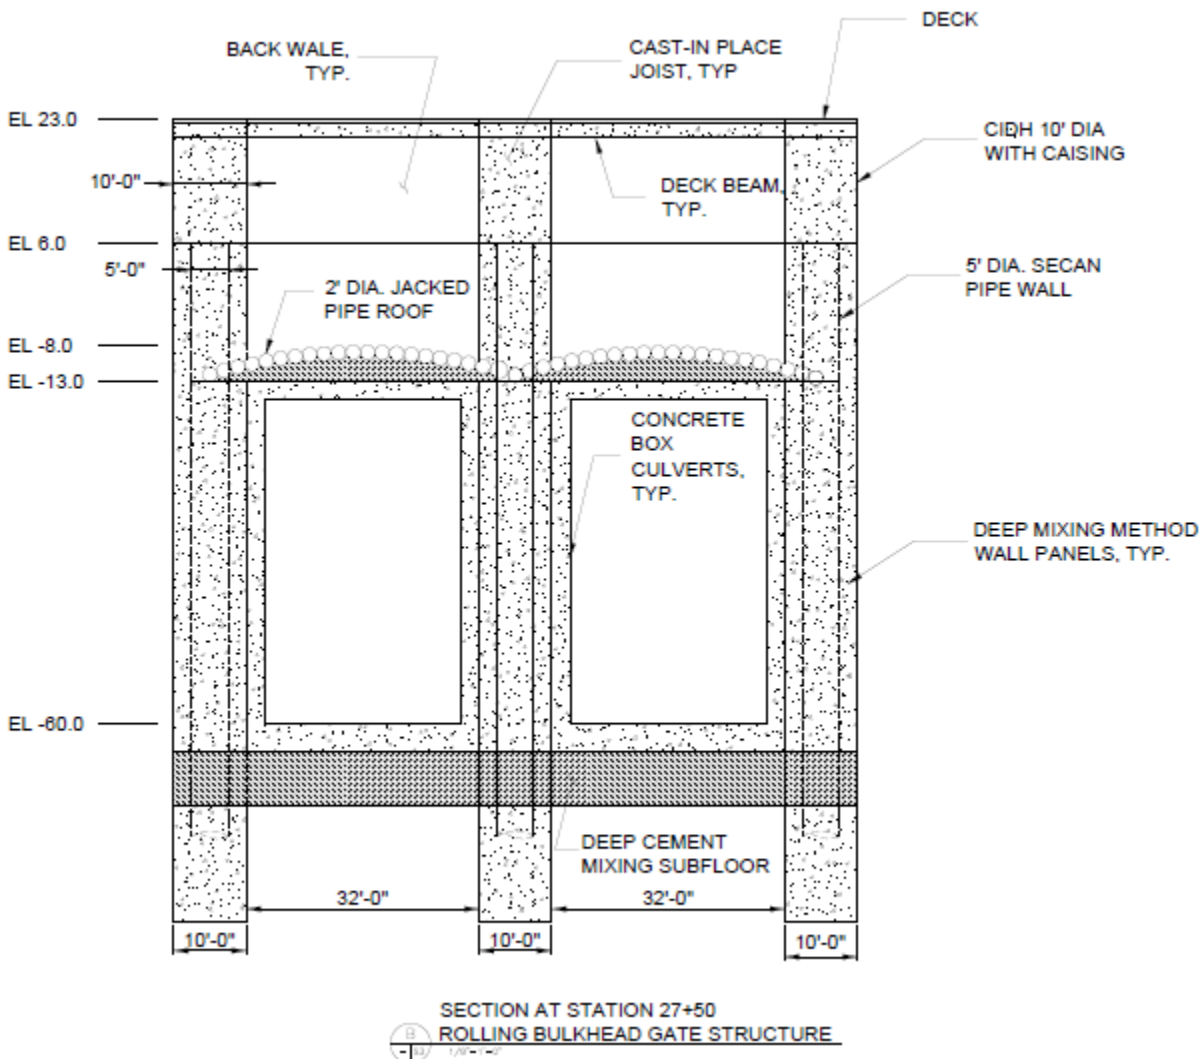 DECK
BACK WALE,
TYP.
CAST-IN PLACE
JOIST, TYP
EL 23.0
CIDH 10' DIA
WITH CAISING
10'-0"
DECK BEAM,
TYP.
EL 6.0
5'-0"
5' DIA. SECAN
PIPE WALL
2' DIA. JACKED
PIPE ROOF
EL -8.0
EL -13.0
CONCRETE
BOX
CULVERTS,
TYP.
DEEP MIXING METHOD
WALL PANELS, TYP.
EL -60.0
DEEP CEMENT
MIXING SUBFLOOR
32'-0"
32'-0"
10'-0"
10'-0"
10'-0"
SECTION AT STATION 27+50
B
ROLLING BULKHEAD GATE STRUCTURE